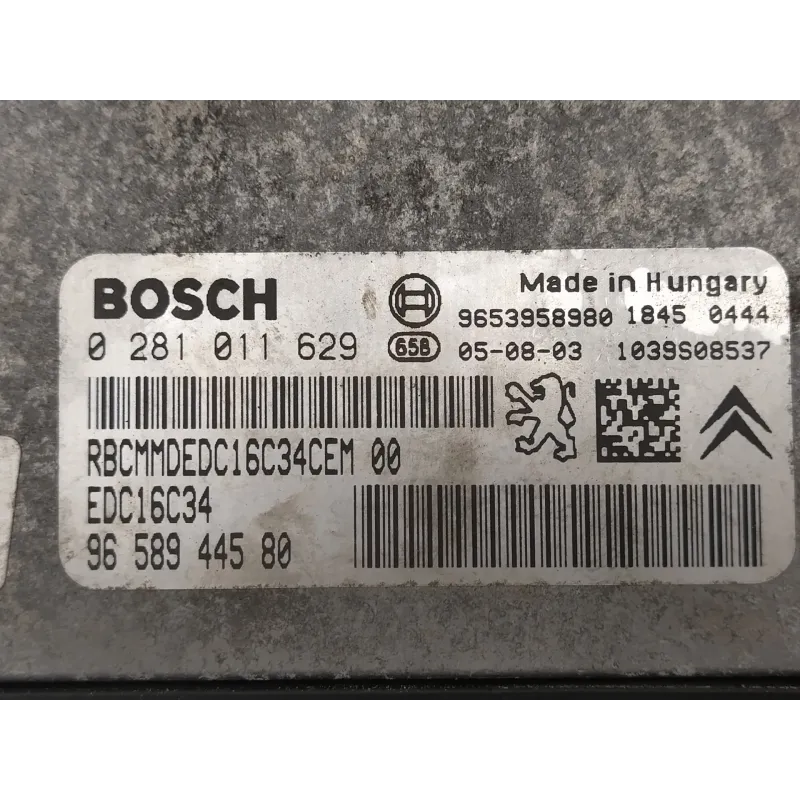 BOSCH
Made in Hungary
9653958980 1845 0444
0 281 011 629
658
05-08-03 1039S08537
RBCMMDEDC16C34CEM 00
EDC16C34
96 589 445 80